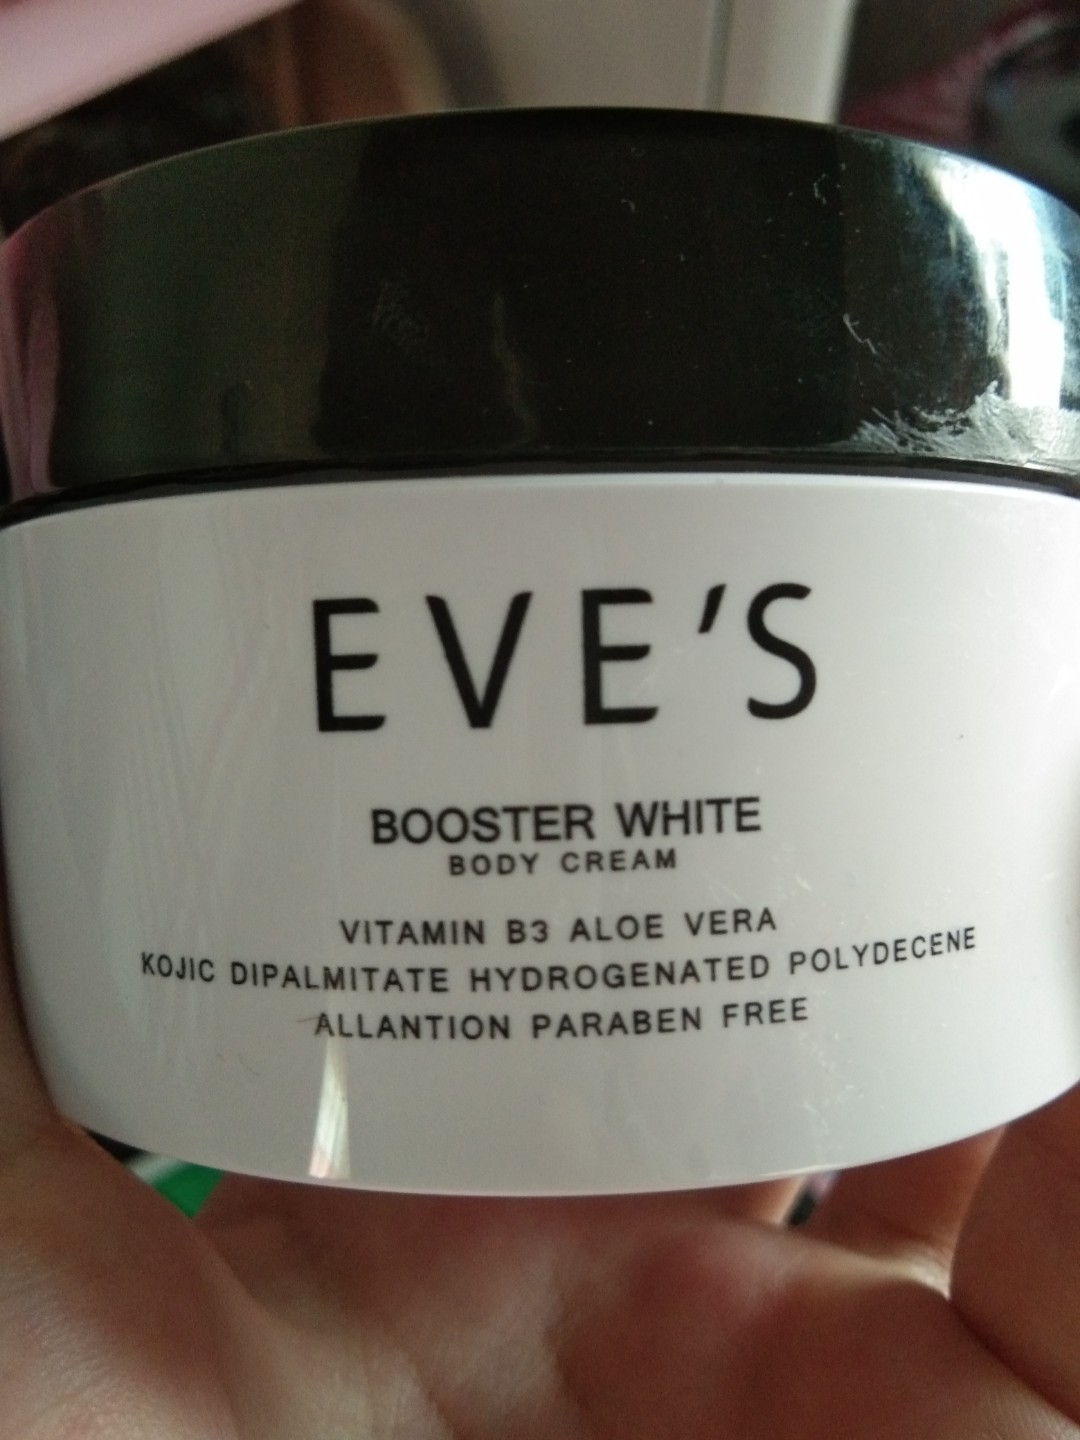 EVE'S
BOOSTER WHITE
BODY CREAM
VITAMIN B3 ALOE VERA
KOJIC DIPALMITATE HYDROGENATED POLYDECENE
ALLANTION PARABEN FREE